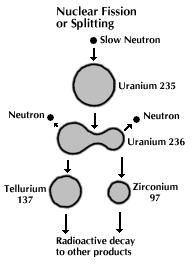 Nuclear Fission
or Splitting
Slow Neutron
Uranium 235
Neutron
Neutron
Uranium 236
Tellurium
137
Zirconium
97
Radioactive decay
to other products